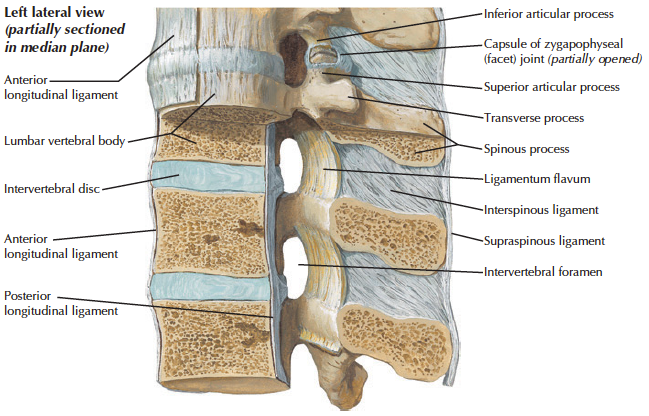 Left lateral view
(partially sectioned
in median plane)
Anterior
longitudinal ligament
Lumbar vertebral body
Intervertebral disc
Anterior
longitudinal ligament
Posterior
longitudinal ligament
Inferior articular process
Capsule of zygapophyseal
(facet) joint (partially opened)
Superior articular process
Transverse process
Spinous process
Ligamentum flavum
Interspinous ligament
Supraspinous ligament
Intervertebral foramen